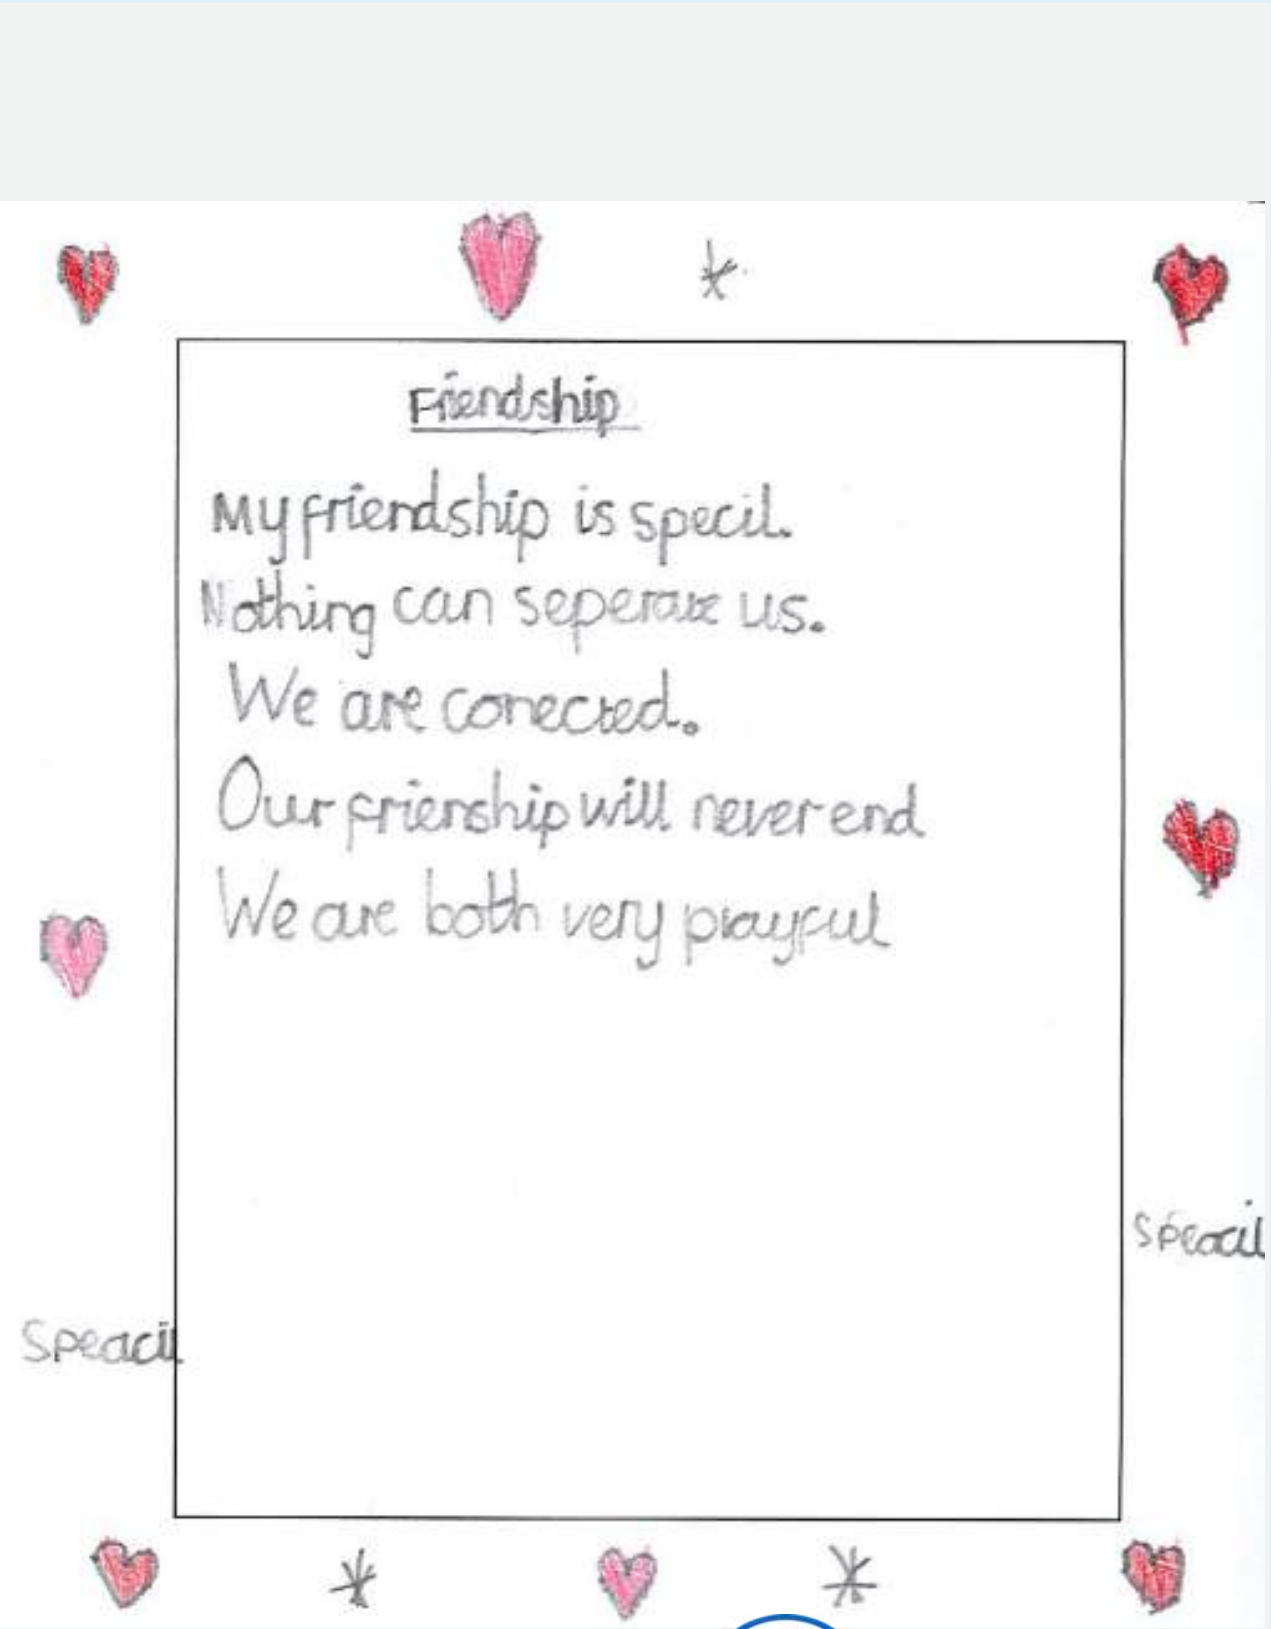 Friendship
My friendship is specil.
Nothing can seperate us.
We are conected.
Our frienship will never end
We are both very playful
Speacil
Speacil